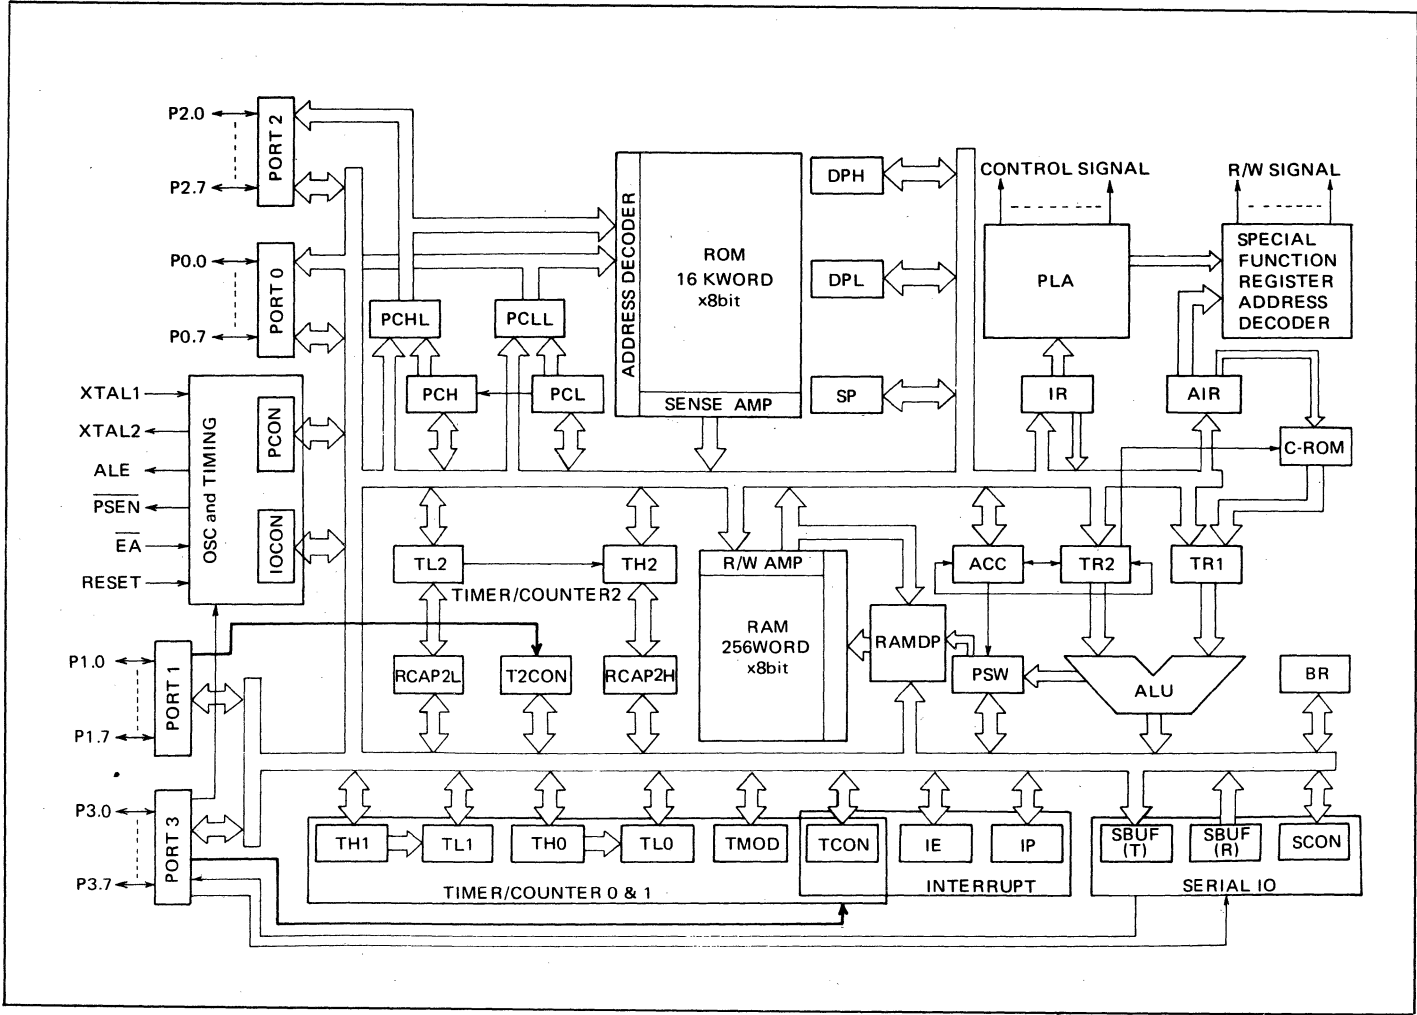 P2.0
P2.7
PORT 2
P0.0
P0.7
PORT 0
XTAL1
XTAL2
ALE
PSEN
EA
RESET
OSC and TIMING
PCON
IOCON
P1.0
P1.7
PORT 1
P3.0
P3.7
PORT 3
PCHL
PCLL
PCH
PCL
ADDRESS DECODER
ROM
16 KWORD
x8bit
SENSE AMP
DPH
DPL
SP
CONTROL SIGNAL
R/W SIGNAL
PLA
SPECIAL
FUNCTION
REGISTER
ADDRESS
DECODER
IR
AIR
C-ROM
TL2
TH2
TIMER/COUNTER2
RCAP2L
T2CON
RCAP2H
R/W AMP
RAM
256WORD
x8bit
RAMDP
ACC
TR2
TR1
PSW
ALU
BR
TH1
TL1
TH0
TL0
TMOD
TCON
IE
IP
SBUF
(T)
SBUF
(R)
SCON
TIMER/COUNTER 0 & 1
INTERRUPT
SERIAL IO